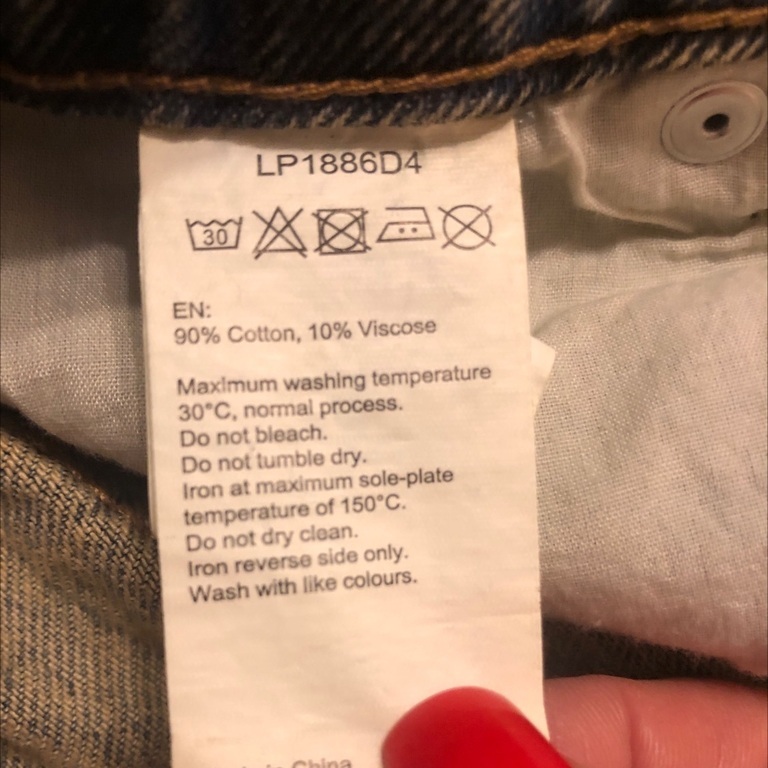 LP1886D4
30
EN:
90% Cotton, 10% Viscose
Maximum washing temperature
30°C, normal process.
Do not bleach.
Do not tumble dry.
Iron at maximum sole-plate
temperature of 150°C.
Do not dry clean.
Iron reverse side only.
Wash with like colours.
China